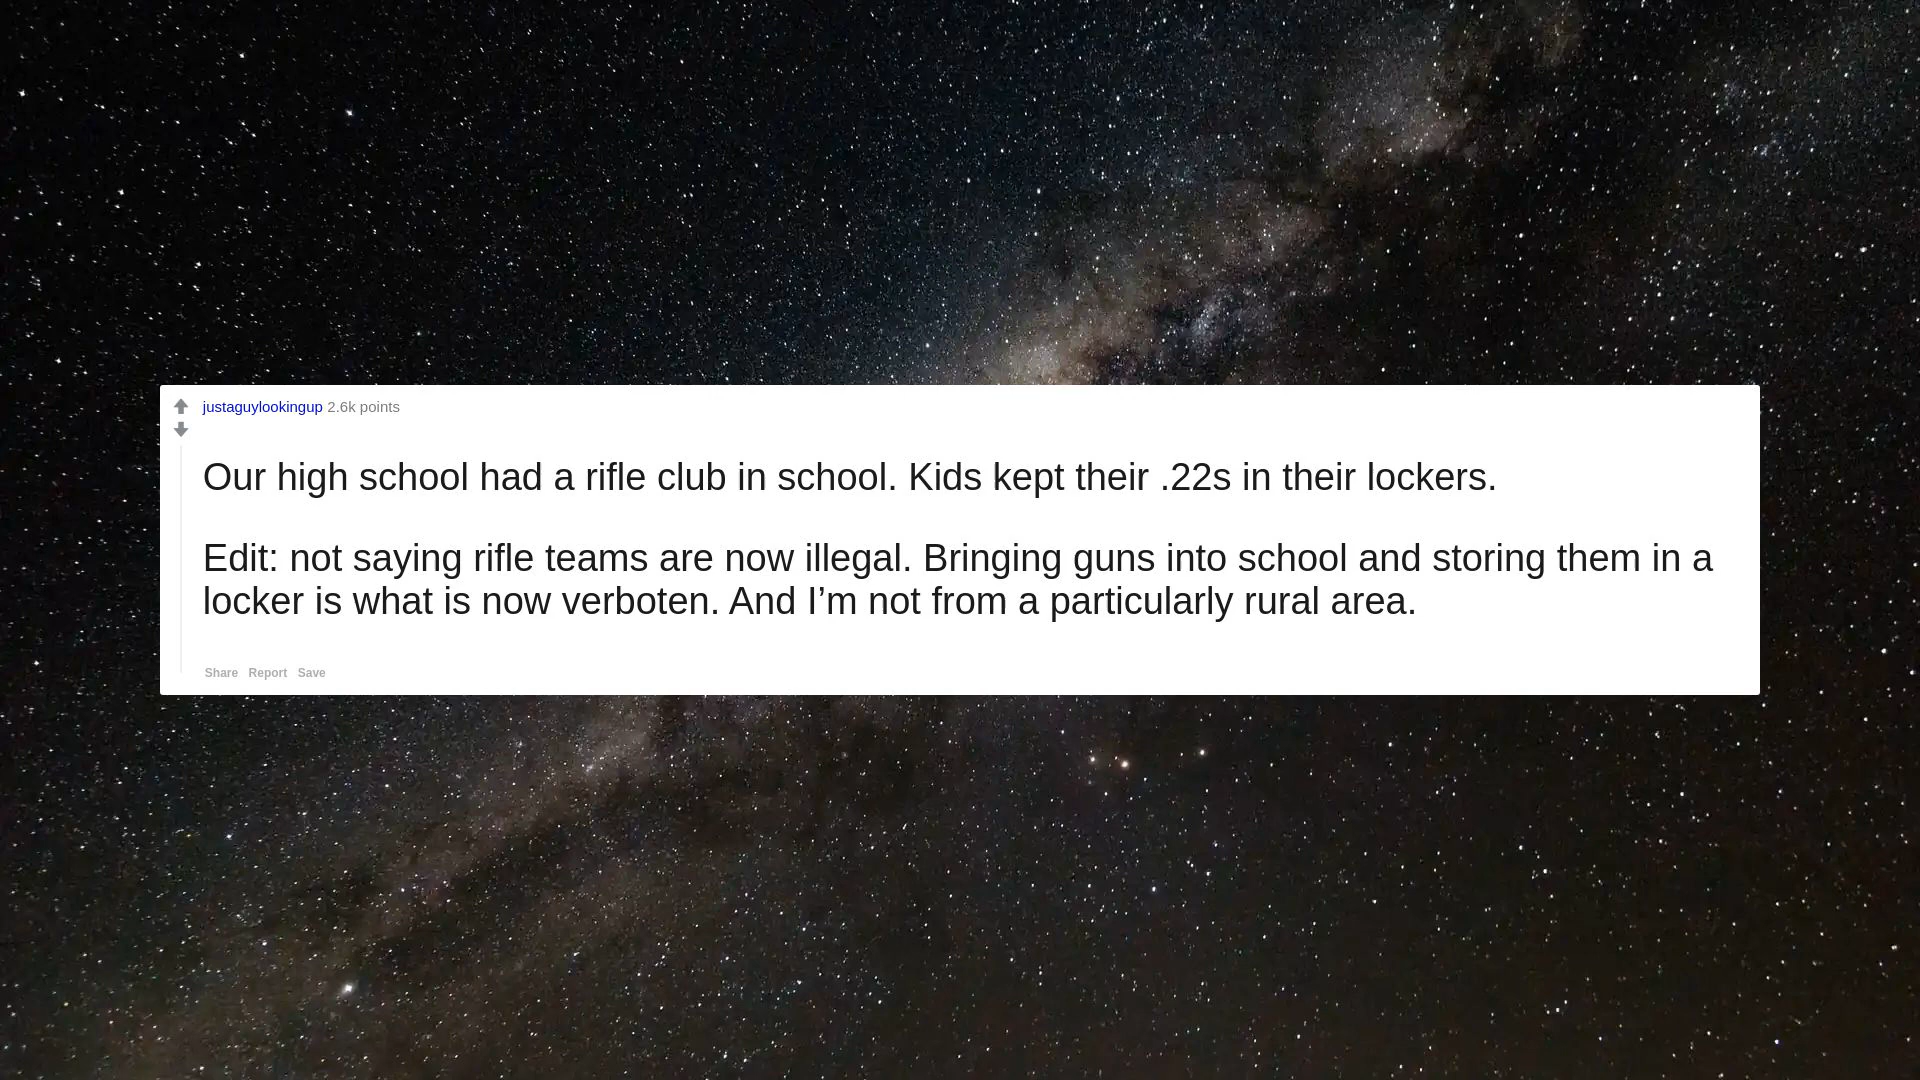 justaguylookingup 2.6k points
Our high school had a rifle club in school. Kids kept their .22s in their lockers.
Edit: not saying rifle teams are now illegal. Bringing guns into school and storing them in a
locker is what is now verboten. And I’m not from a particularly rural area.
Share Report Save